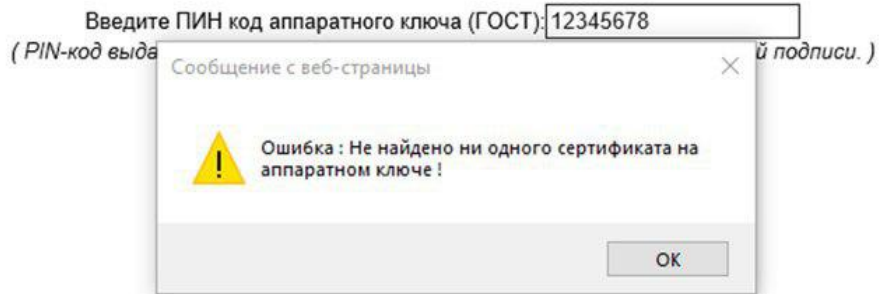 Введите ПИН код аппаратного ключа (ГОСТ): 12345678
( PIN-код выда й подписи. )
Сообщение с веб-страницы
Ошибка : Не найдено ни одного сертификата на
аппаратном ключе !
ОК